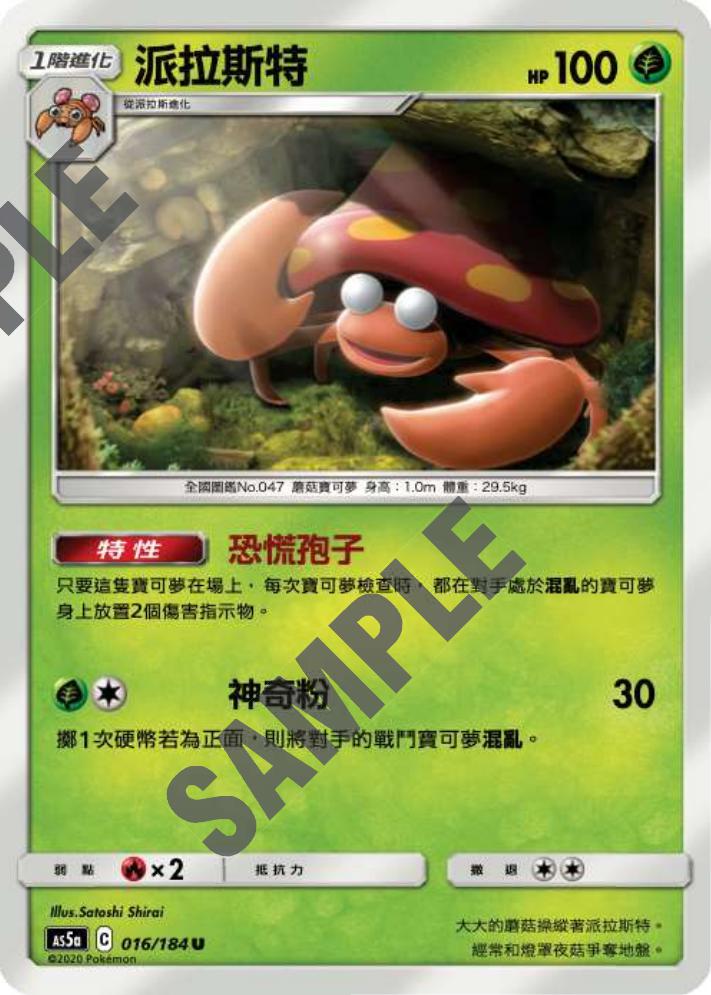 1階進化 派拉斯特 HP 100
從派拉斯進化
全國圖鑑No.047 蘑菇寶可夢 身高：1.0m 體重：29.5kg
特性 恐慌孢子
只要這隻寶可夢在場上，每次寶可夢檢查時，都在對手處於混亂的寶可夢
身上放置2個傷害指示物。
神奇粉 30
擲1次硬幣若為正面，則將對手的戰鬥寶可夢混亂。
SAMPLE
PLE
弱點 ×2 抵抗力 撤退
Illus.Satoshi Shirai
大大的蘑菇操縱著派拉斯特。
AS5a C 016/184 U
經常和燈罩夜菇爭奪地盤。
©2020 Pokémon